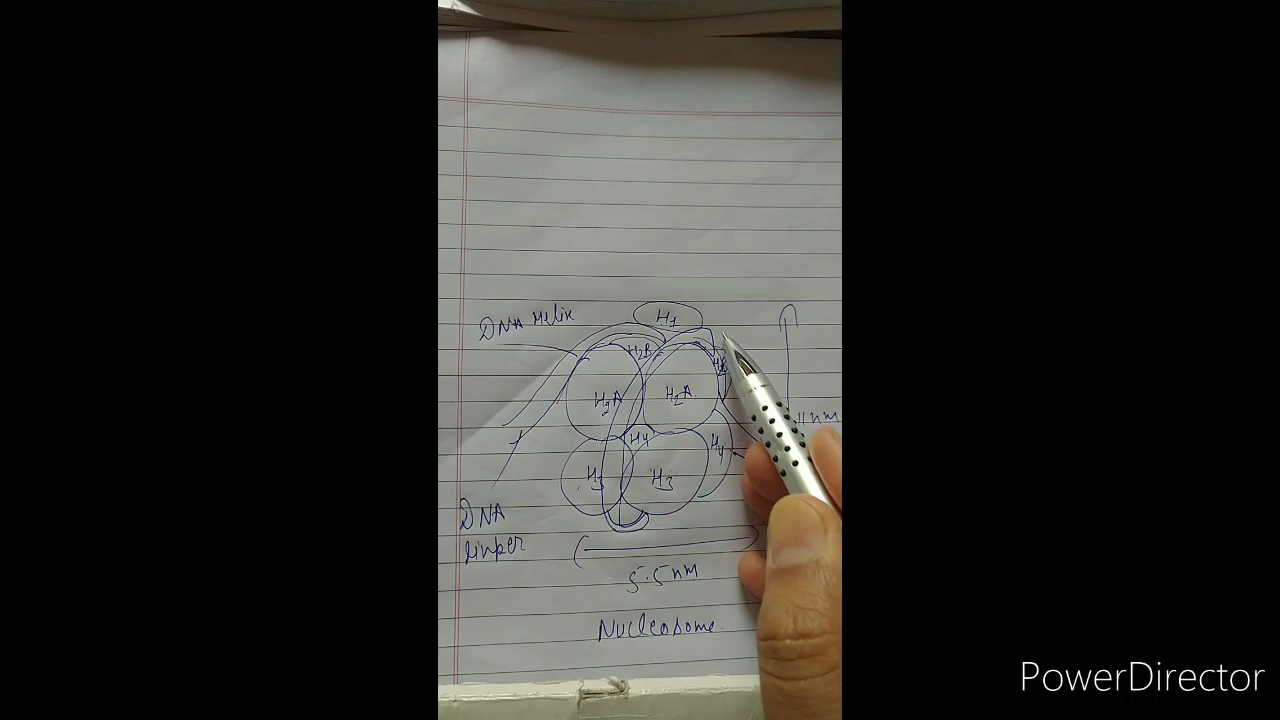 H1
DNA Helix
H2B
H2B
H2A
H2A
11nm
H4
H4
H3
H3
DNA
linker
5.5nm
Nucleosome
PowerDirector